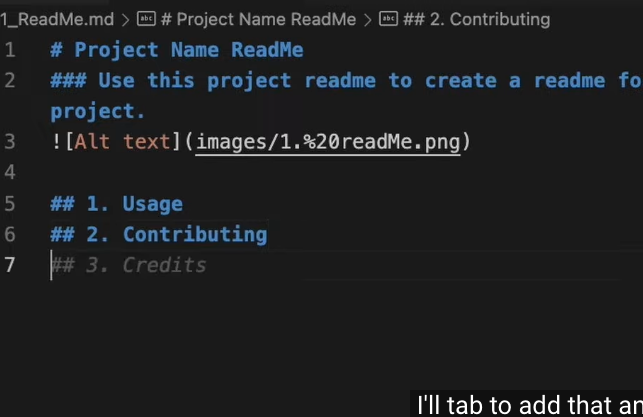 1_ReadMe.md > # Project Name ReadMe > ## 2. Contributing
1 # Project Name ReadMe
2 ### Use this project readme to create a readme fo
project.
3 ![Alt text](images/1.%20readMe.png)
4
5 ## 1. Usage
6 ## 2. Contributing
7 ## 3. Credits
I'll tab to add that an